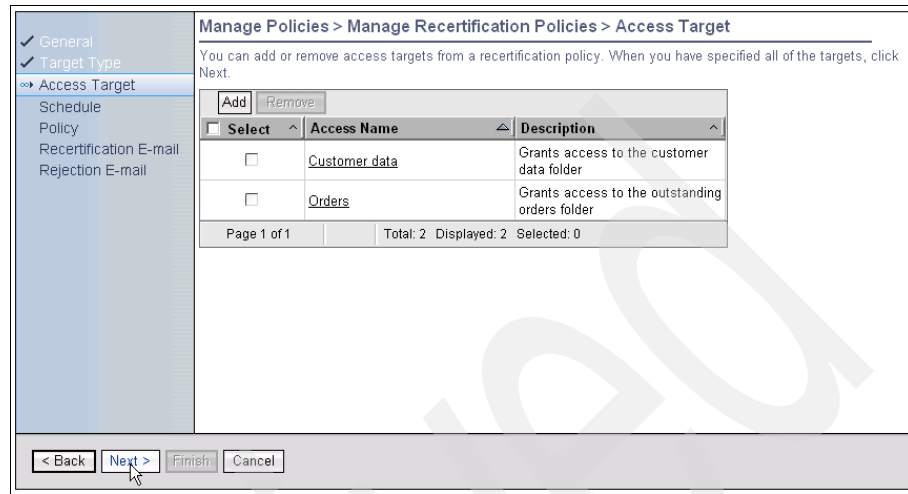 General
Target Type
Access Target
Schedule
Policy
Recertification E-mail
Rejection E-mail
Manage Policies > Manage Recertification Policies > Access Target
You can add or remove access targets from a recertification policy. When you have specified all of the targets, click
Next.
Add Remove
Select Access Name Description
Customer data Grants access to the customer
data folder
Orders Grants access to the outstanding
orders folder
Page 1 of 1 Total: 2 Displayed: 2 Selected: 0
< Back Next > Finish Cancel